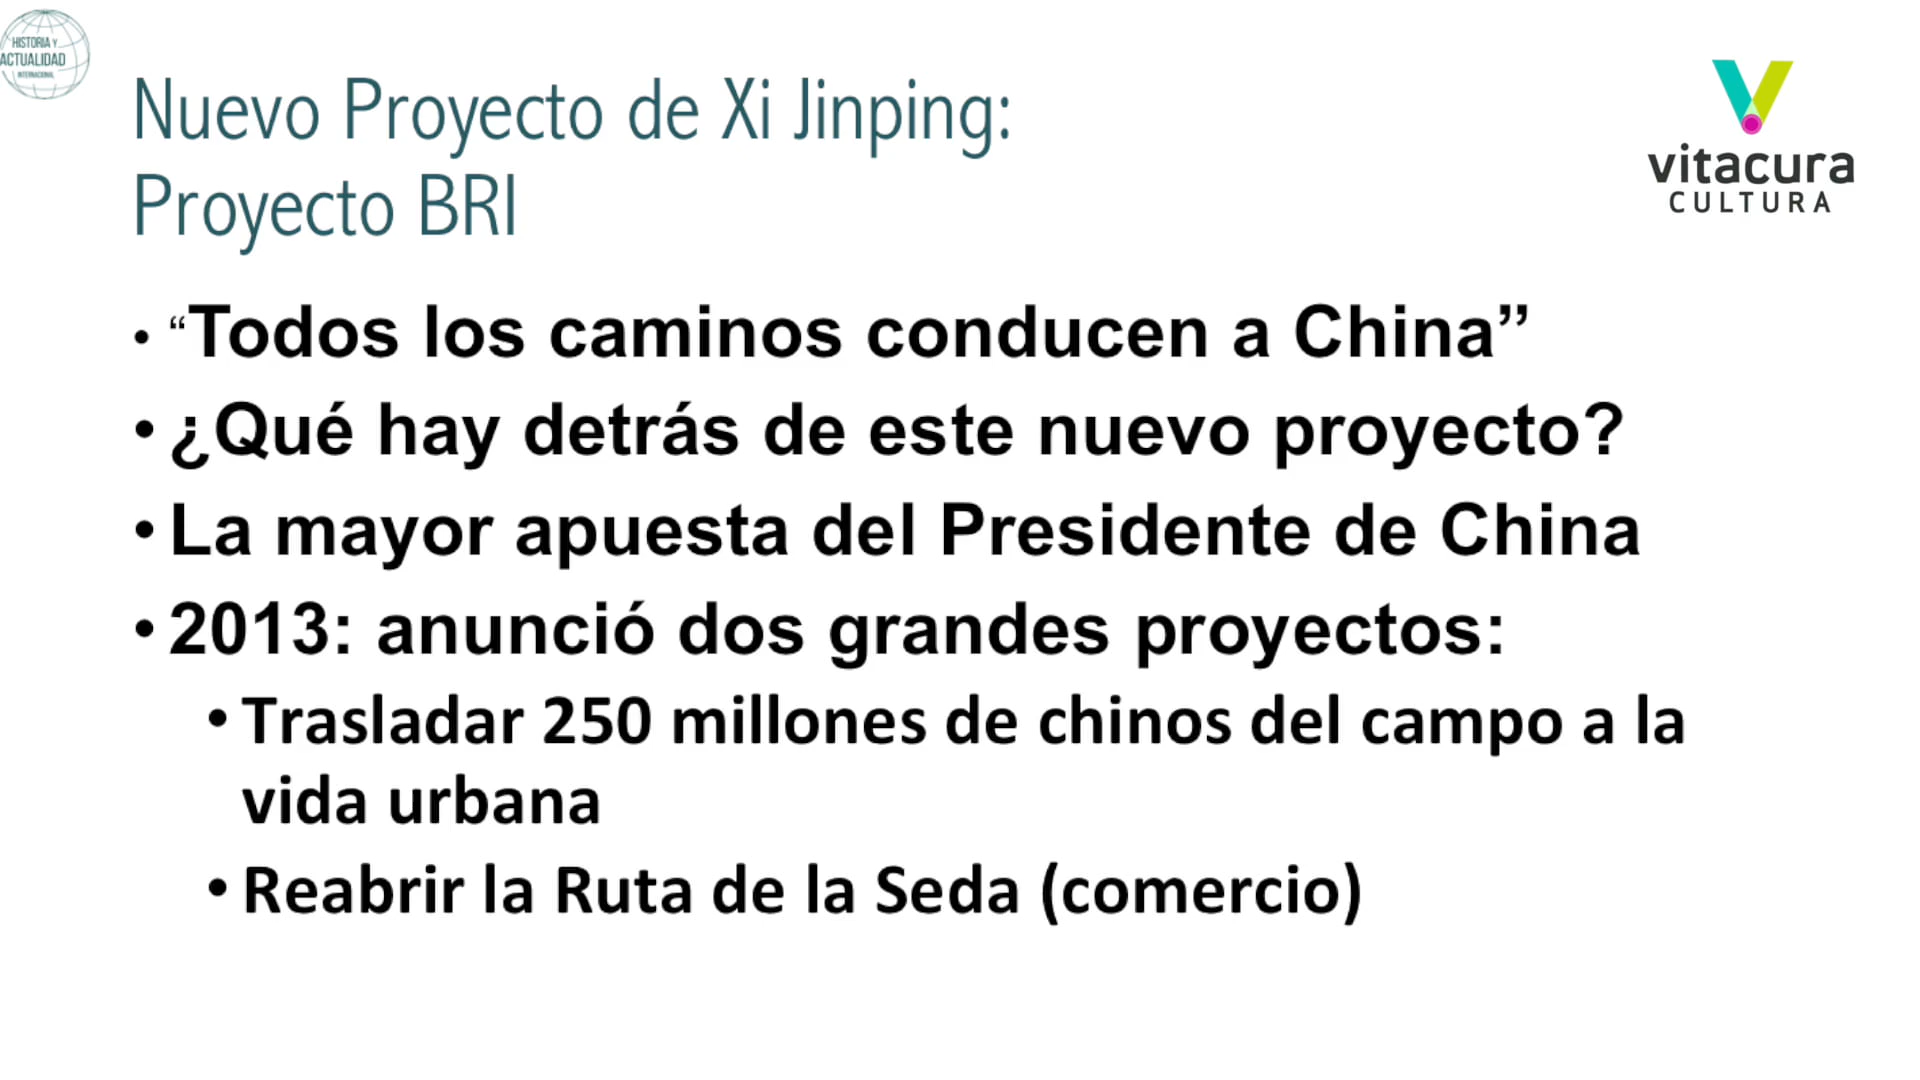 HISTORIA Y
ACTUALIDAD
INTERNACIONAL
Nuevo Proyecto de Xi Jinping:
Proyecto BRI
vitacura
CULTURA
• “Todos los caminos conducen a China”
• ¿Qué hay detrás de este nuevo proyecto?
• La mayor apuesta del Presidente de China
• 2013: anunció dos grandes proyectos:
• Trasladar 250 millones de chinos del campo a la
vida urbana
• Reabrir la Ruta de la Seda (comercio)